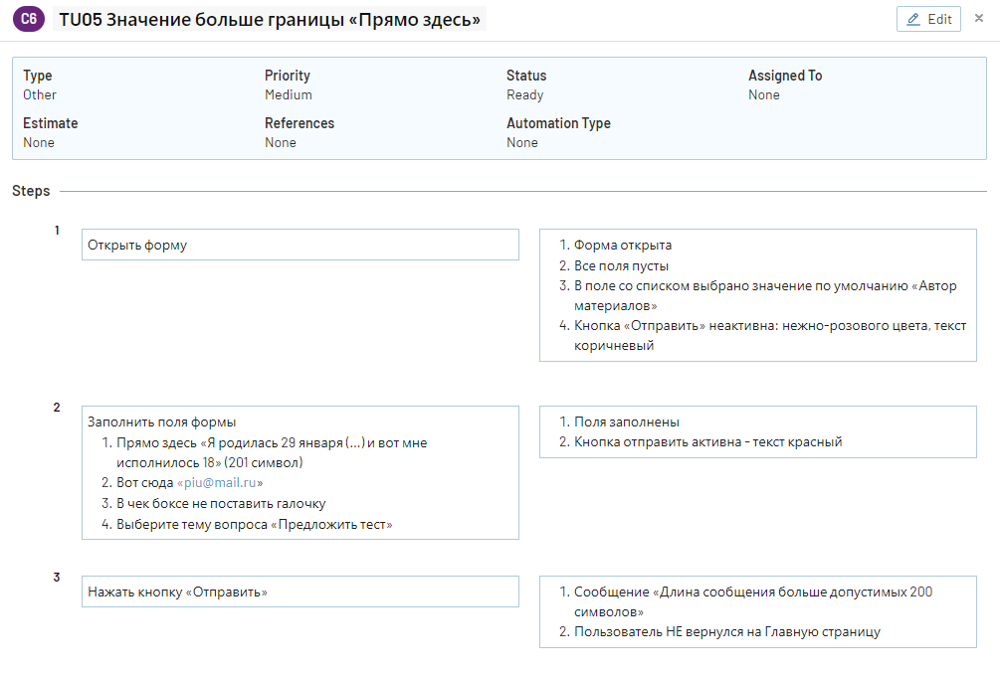 C6 TU05 Значение больше границы «Прямо здесь» Edit ×
Type Priority Status Assigned To
Other Medium Ready None
Estimate References Automation Type
None None None
Steps
1
Открыть форму
1. Форма открыта
2. Все поля пусты
3. В поле со списком выбрано значение по умолчанию «Автор
материалов»
4. Кнопка «Отправить» неактивна: нежно-розового цвета, текст
коричневый
2
Заполнить поля формы
1. Прямо здесь «Я родилась 29 января (...) и вот мне
исполнилось 18» (201 символ)
2. Вот сюда «piu@mail.ru»
3. В чек боксе не поставить галочку
4. Выберите тему вопроса «Предложить тест»
1. Поля заполнены
2. Кнопка отправить активна - текст красный
3
Нажать кнопку «Отправить»
1. Сообщение «Длина сообщения больше допустимых 200
символов»
2. Пользователь НЕ вернулся на Главную страницу